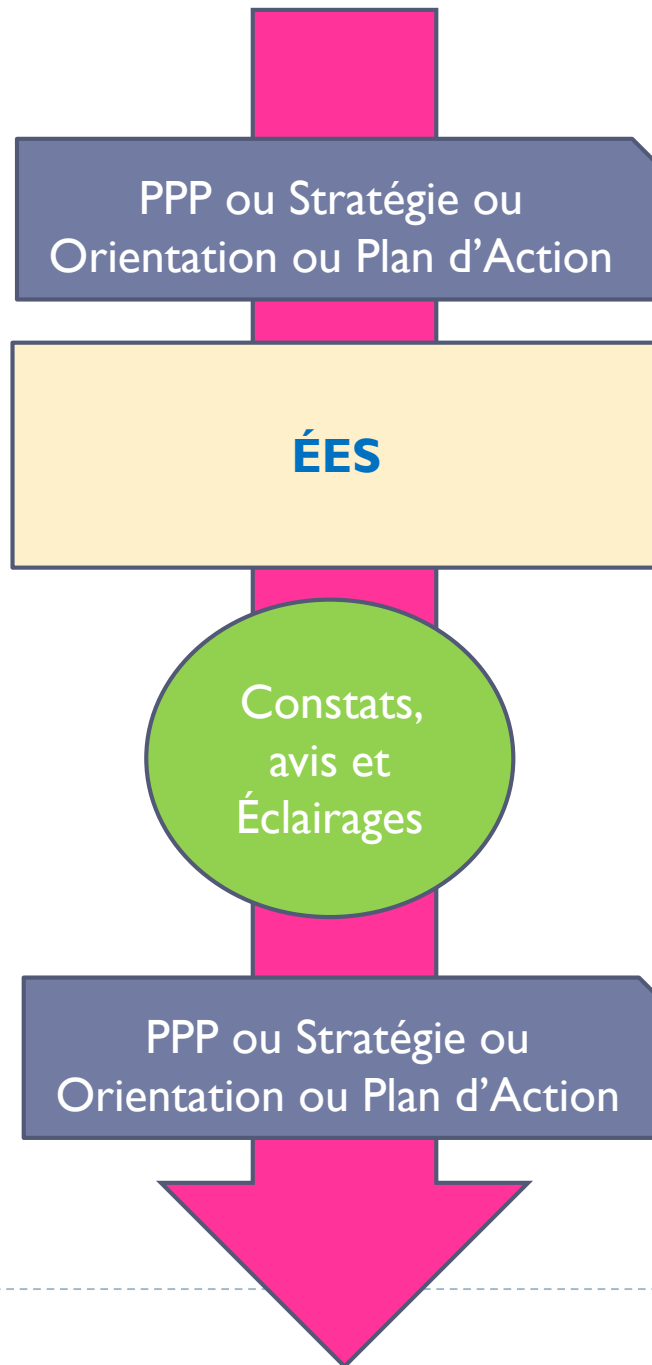 PPP ou Stratégie ou
Orientation ou Plan d’Action
ÉES
Constats,
avis et
Éclairages
PPP ou Stratégie ou
Orientation ou Plan d’Action